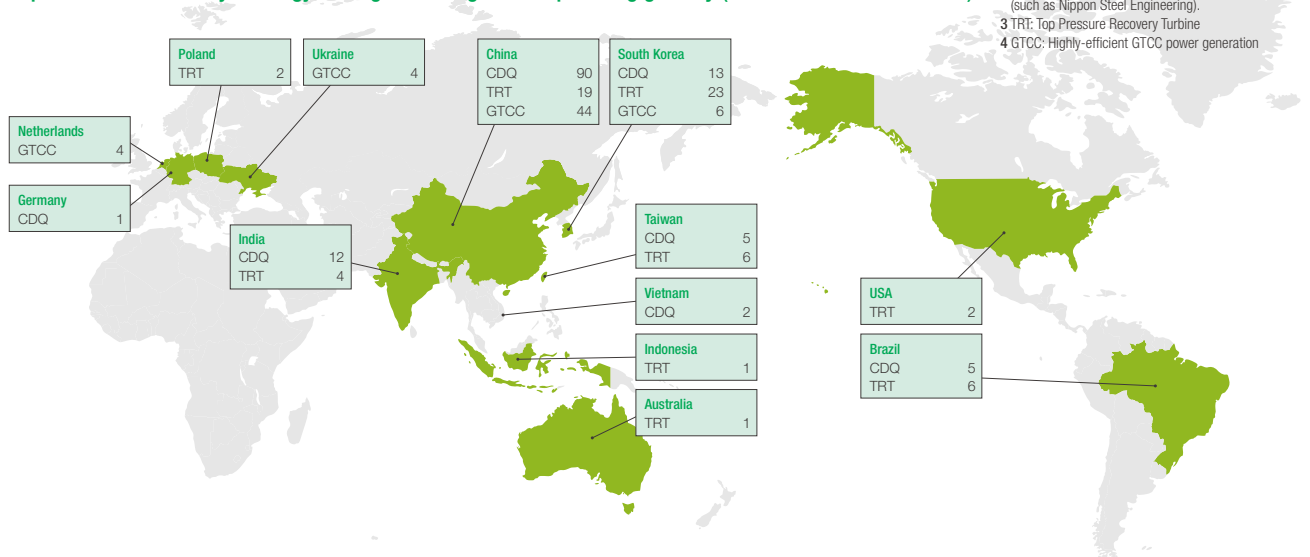 (such as Nippon Steel Engineering).
3 TRT: Top Pressure Recovery Turbine
4 GTCC: Highly-efficient GTCC power generation
Poland
TRT 2
Ukraine
GTCC 4
China
CDQ 90
TRT 19
GTCC 44
South Korea
CDQ 13
TRT 23
GTCC 6
Netherlands
GTCC 4
Germany
CDQ 1
India
CDQ 12
TRT 4
Taiwan
CDQ 5
TRT 6
Vietnam
CDQ 2
Indonesia
TRT 1
Australia
TRT 1
USA
TRT 2
Brazil
CDQ 5
TRT 6